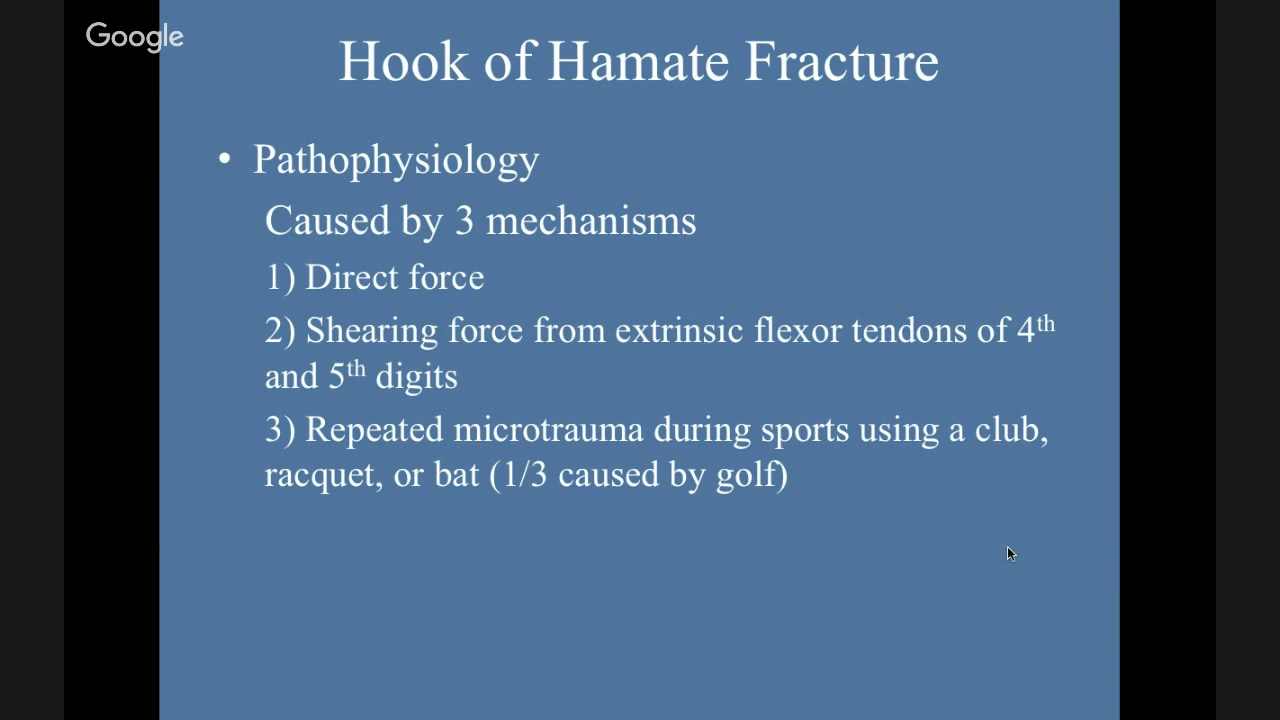 Google
Hook of Hamate Fracture
• Pathophysiology
Caused by 3 mechanisms
1) Direct force
2) Shearing force from extrinsic flexor tendons of 4th
and 5th digits
3) Repeated microtrauma during sports using a club,
racquet, or bat (1/3 caused by golf)